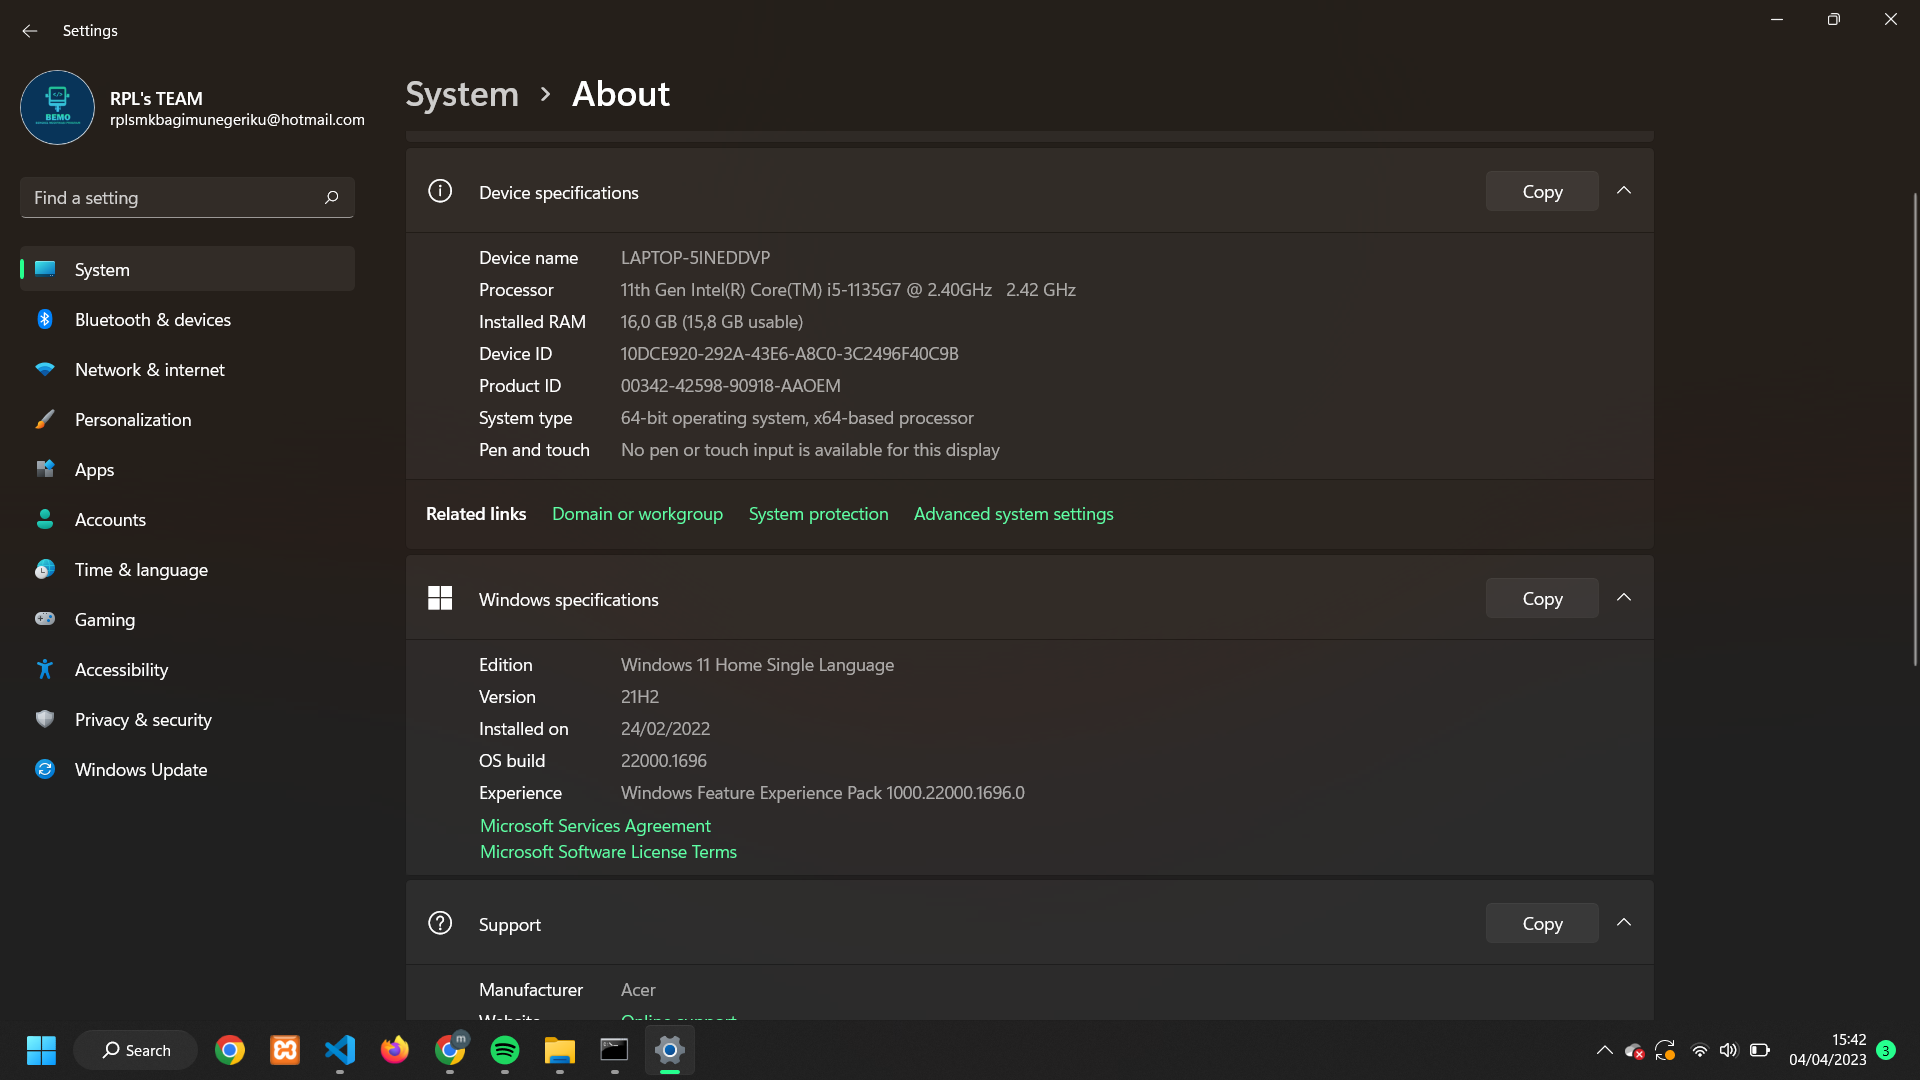 Settings
RPL's TEAM
rplsmkbagimunegeriku@hotmail.com
BEMO
Find a setting
System
Bluetooth & devices
Network & internet
Personalization
Apps
Accounts
Time & language
Gaming
Accessibility
Privacy & security
Windows Update
System > About
Device specifications
Copy
Device name LAPTOP-5INEDDVP
Processor 11th Gen Intel(R) Core(TM) i5-1135G7 @ 2.40GHz 2.42 GHz
Installed RAM 16,0 GB (15,8 GB usable)
Device ID 10DCE920-292A-43E6-A8C0-3C2496F40C9B
Product ID 00342-42598-90918-AAOEM
System type 64-bit operating system, x64-based processor
Pen and touch No pen or touch input is available for this display
Related links Domain or workgroup System protection Advanced system settings
Windows specifications
Copy
Edition Windows 11 Home Single Language
Version 21H2
Installed on 24/02/2022
OS build 22000.1696
Experience Windows Feature Experience Pack 1000.22000.1696.0
Microsoft Services Agreement
Microsoft Software License Terms
Support
Copy
Manufacturer Acer
Website Online support
Search
m
15:42
04/04/2023
3